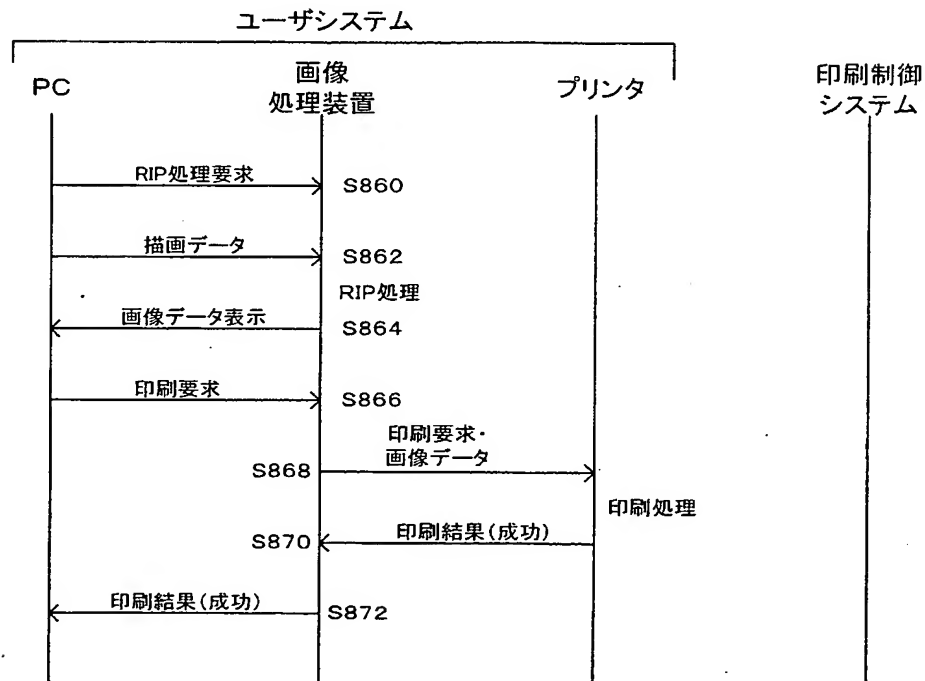 ユーザシステム
PC
画像
処理装置
プリンタ
印刷制御
システム
RIP処理要求
S860
描画データ
S862
RIP処理
画像データ表示
S864
印刷要求
S866
印刷要求・
画像データ
S868
印刷処理
印刷結果(成功)
S870
印刷結果(成功)
S872